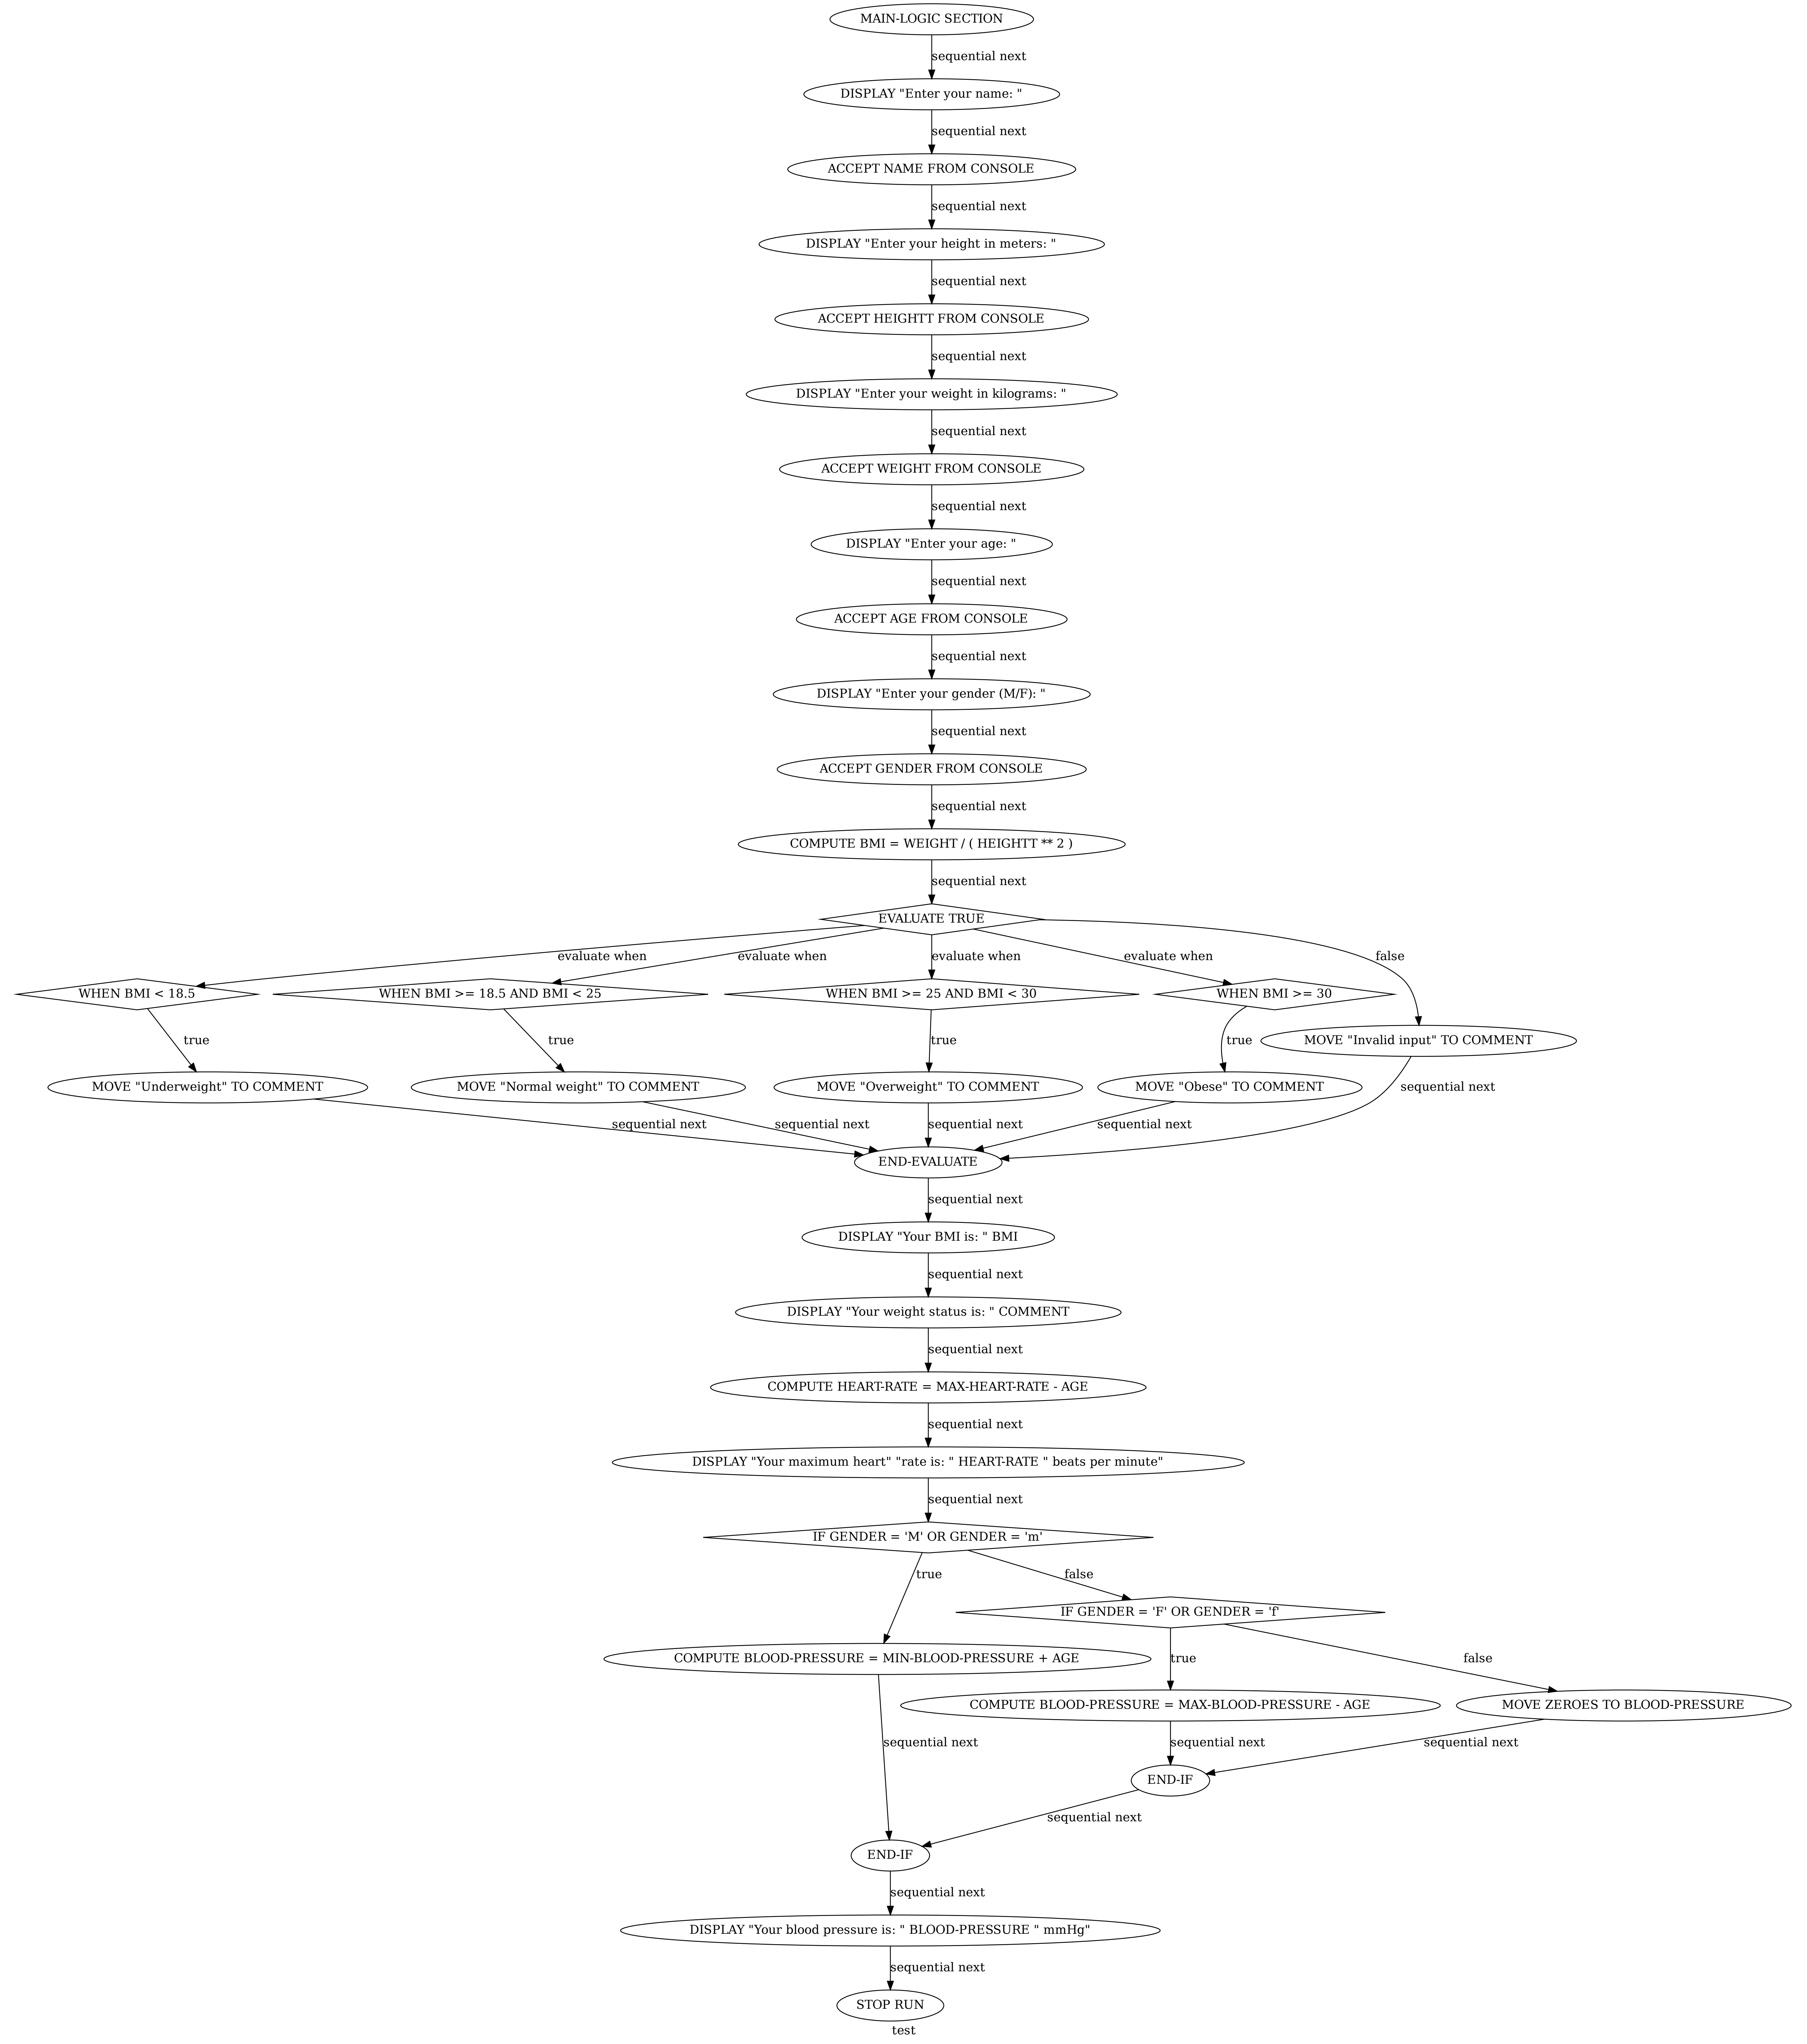 MAIN-LOGIC SECTION
sequential next
DISPLAY "Enter your name: "
sequential next
ACCEPT NAME FROM CONSOLE
sequential next
DISPLAY "Enter your height in meters: "
sequential next
ACCEPT HEIGHTT FROM CONSOLE
sequential next
DISPLAY "Enter your weight in kilograms: "
sequential next
ACCEPT WEIGHT FROM CONSOLE
sequential next
DISPLAY "Enter your age: "
sequential next
ACCEPT AGE FROM CONSOLE
sequential next
DISPLAY "Enter your gender (M/F): "
sequential next
ACCEPT GENDER FROM CONSOLE
sequential next
COMPUTE BMI = WEIGHT / ( HEIGHTT ** 2 )
sequential next
EVALUATE TRUE
evaluate when
evaluate when
evaluate when
evaluate when
false
WHEN BMI < 18.5
WHEN BMI >= 18.5 AND BMI < 25
WHEN BMI >= 25 AND BMI < 30
WHEN BMI >= 30
true
true
true
true
MOVE "Invalid input" TO COMMENT
MOVE "Underweight" TO COMMENT
MOVE "Normal weight" TO COMMENT
MOVE "Overweight" TO COMMENT
MOVE "Obese" TO COMMENT
sequential next
sequential next
sequential next
sequential next
sequential next
END-EVALUATE
sequential next
DISPLAY "Your BMI is: " BMI
sequential next
DISPLAY "Your weight status is: " COMMENT
sequential next
COMPUTE HEART-RATE = MAX-HEART-RATE - AGE
sequential next
DISPLAY "Your maximum heart" "rate is: " HEART-RATE " beats per minute"
sequential next
IF GENDER = 'M' OR GENDER = 'm'
true
false
IF GENDER = 'F' OR GENDER = 'f'
COMPUTE BLOOD-PRESSURE = MIN-BLOOD-PRESSURE + AGE
true
false
COMPUTE BLOOD-PRESSURE = MAX-BLOOD-PRESSURE - AGE
MOVE ZEROES TO BLOOD-PRESSURE
sequential next
sequential next
sequential next
END-IF
sequential next
END-IF
sequential next
DISPLAY "Your blood pressure is: " BLOOD-PRESSURE " mmHg"
sequential next
STOP RUN
test